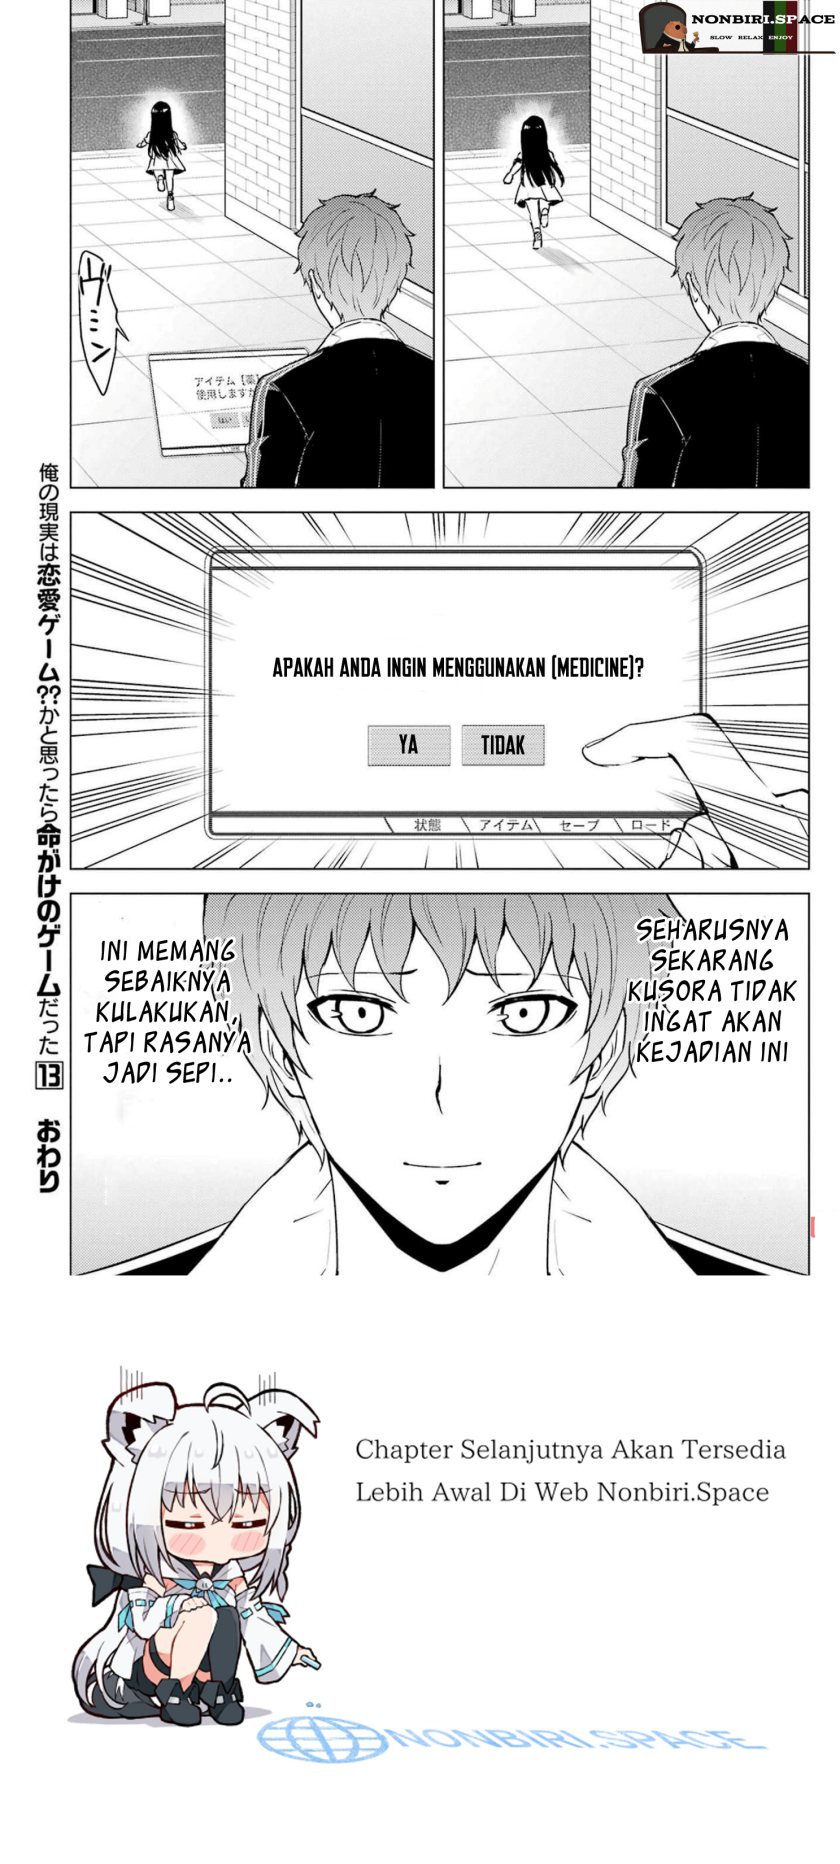 NONBIRI.SPACE
SLOW RELAX ENJOY
ヴンッ
アイテム【薬】
使用しますか
はい
APAKAH ANDA INGIN MENGGUNAKAN (MEDICINE)?
YA
TIDAK
状態
アイテム
セーブ
ロード
SEHARUSNYA
SEKARANG
KUSORA TIDAK
INGAT AKAN
KEJADIAN INI
INI MEMANG
SEBAIKNYA
KULAKUKAN,
TAPI RASANYA
JADI SEPI..
俺の現実は恋愛ゲーム??かと思ったら命がけのゲームだった 13 おわり
Chapter Selanjutnya Akan Tersedia
Lebih Awal Di Web Nonbiri.Space
NONBIRI.SPACE